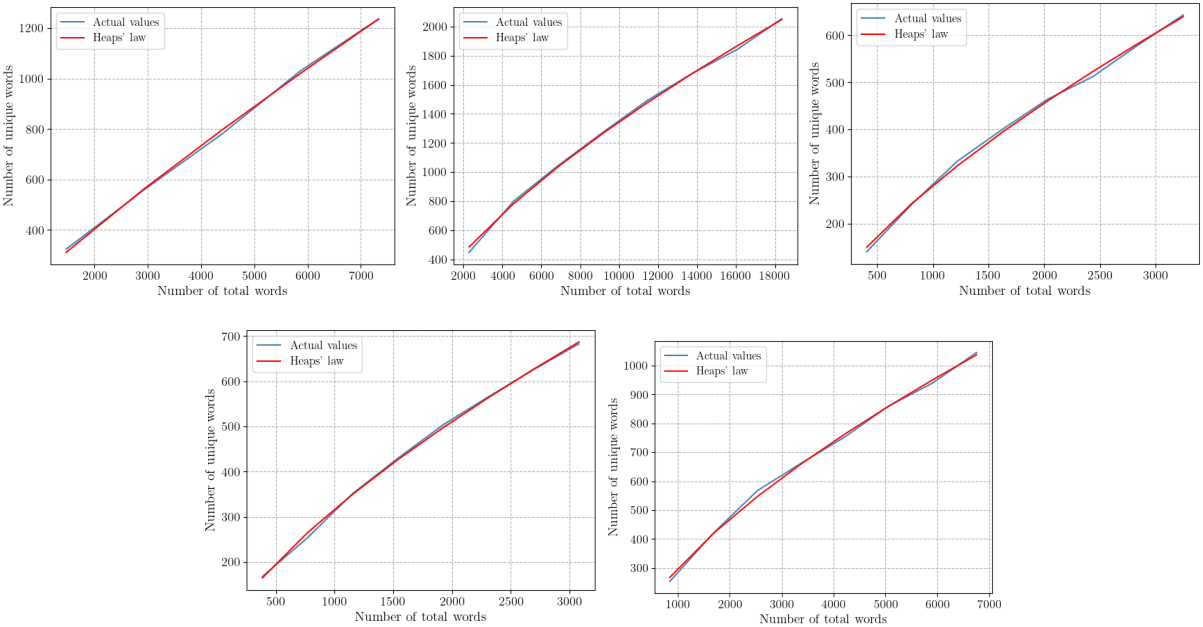 1200
1000
800
600
400
Number of unique words
Actual values
Heaps' law
2000 3000 4000 5000 6000 7000
Number of total words
2000
1800
1600
1400
1200
1000
800
600
400
Number of unique words
Actual values
Heaps' law
2000 4000 6000 8000 10000 12000 14000 16000 18000
Number of total words
600
500
400
300
200
Number of unique words
Actual values
Heaps' law
500 1000 1500 2000 2500 3000
Number of total words
700
600
500
400
300
200
Number of unique words
Actual values
Heaps' law
500 1000 1500 2000 2500 3000
Number of total words
1000
900
800
700
600
500
400
300
Number of unique words
Actual values
Heaps' law
1000 2000 3000 4000 5000 6000 7000
Number of total words